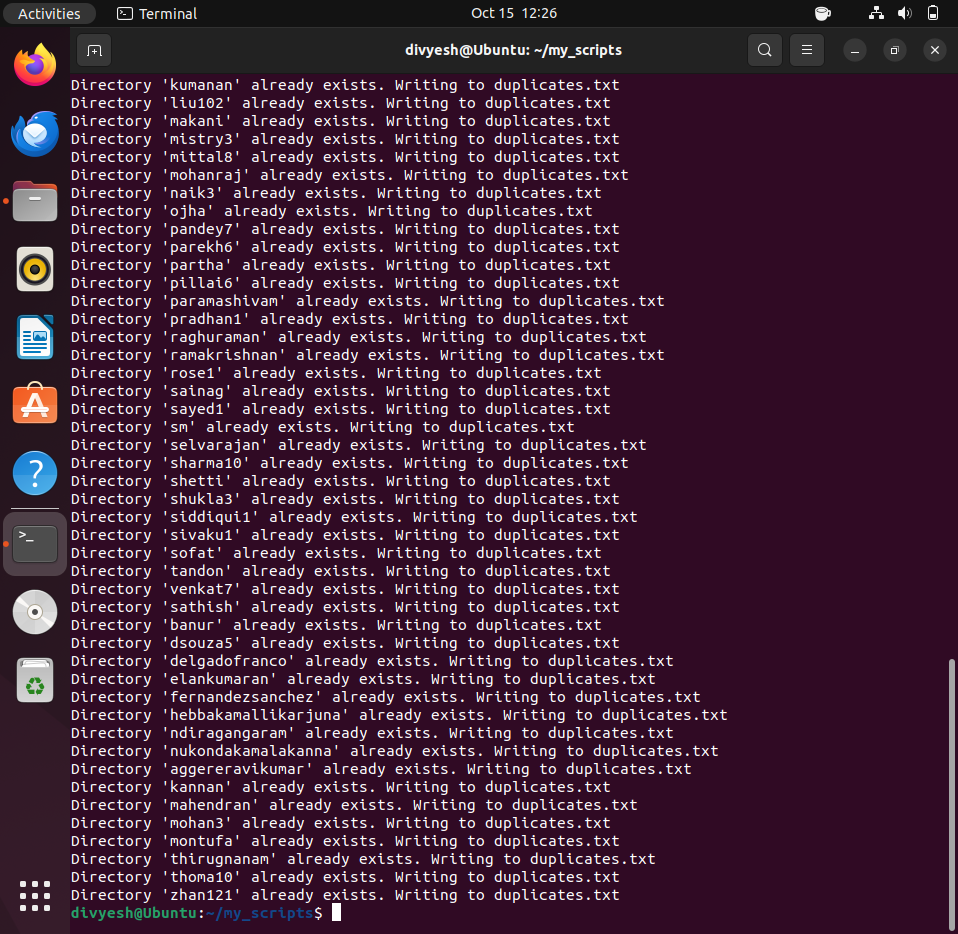 Activities
Terminal
Oct 15 12:26
divyesh@Ubuntu: ~/my_scripts
Directory 'kumanan' already exists. Writing to duplicates.txt
Directory 'liu102' already exists. Writing to duplicates.txt
Directory 'makani' already exists. Writing to duplicates.txt
Directory 'mistry3' already exists. Writing to duplicates.txt
Directory 'mittal8' already exists. Writing to duplicates.txt
Directory 'mohanraj' already exists. Writing to duplicates.txt
Directory 'naik3' already exists. Writing to duplicates.txt
Directory 'ojha' already exists. Writing to duplicates.txt
Directory 'pandey7' already exists. Writing to duplicates.txt
Directory 'parekh6' already exists. Writing to duplicates.txt
Directory 'partha' already exists. Writing to duplicates.txt
Directory 'pillai6' already exists. Writing to duplicates.txt
Directory 'paramashivam' already exists. Writing to duplicates.txt
Directory 'pradhan1' already exists. Writing to duplicates.txt
Directory 'raghuraman' already exists. Writing to duplicates.txt
Directory 'ramakrishnan' already exists. Writing to duplicates.txt
Directory 'rose1' already exists. Writing to duplicates.txt
Directory 'sainag' already exists. Writing to duplicates.txt
Directory 'sayed1' already exists. Writing to duplicates.txt
Directory 'sm' already exists. Writing to duplicates.txt
Directory 'selvarajan' already exists. Writing to duplicates.txt
Directory 'sharma10' already exists. Writing to duplicates.txt
Directory 'shetti' already exists. Writing to duplicates.txt
Directory 'shukla3' already exists. Writing to duplicates.txt
Directory 'siddiqui1' already exists. Writing to duplicates.txt
Directory 'sivaku1' already exists. Writing to duplicates.txt
Directory 'sofat' already exists. Writing to duplicates.txt
Directory 'tandon' already exists. Writing to duplicates.txt
Directory 'venkat7' already exists. Writing to duplicates.txt
Directory 'sathish' already exists. Writing to duplicates.txt
Directory 'banur' already exists. Writing to duplicates.txt
Directory 'dsouza5' already exists. Writing to duplicates.txt
Directory 'delgadofranco' already exists. Writing to duplicates.txt
Directory 'elankumaran' already exists. Writing to duplicates.txt
Directory 'fernandezsanchez' already exists. Writing to duplicates.txt
Directory 'hebbakamallikarjuna' already exists. Writing to duplicates.txt
Directory 'ndiragangaram' already exists. Writing to duplicates.txt
Directory 'nukondakamalakanna' already exists. Writing to duplicates.txt
Directory 'aggereravikumar' already exists. Writing to duplicates.txt
Directory 'kannan' already exists. Writing to duplicates.txt
Directory 'mahendran' already exists. Writing to duplicates.txt
Directory 'mohan3' already exists. Writing to duplicates.txt
Directory 'montufa' already exists. Writing to duplicates.txt
Directory 'thirugnanam' already exists. Writing to duplicates.txt
Directory 'thoma10' already exists. Writing to duplicates.txt
Directory 'zhan121' already exists. Writing to duplicates.txt
divyesh@Ubuntu:~/my_scripts$